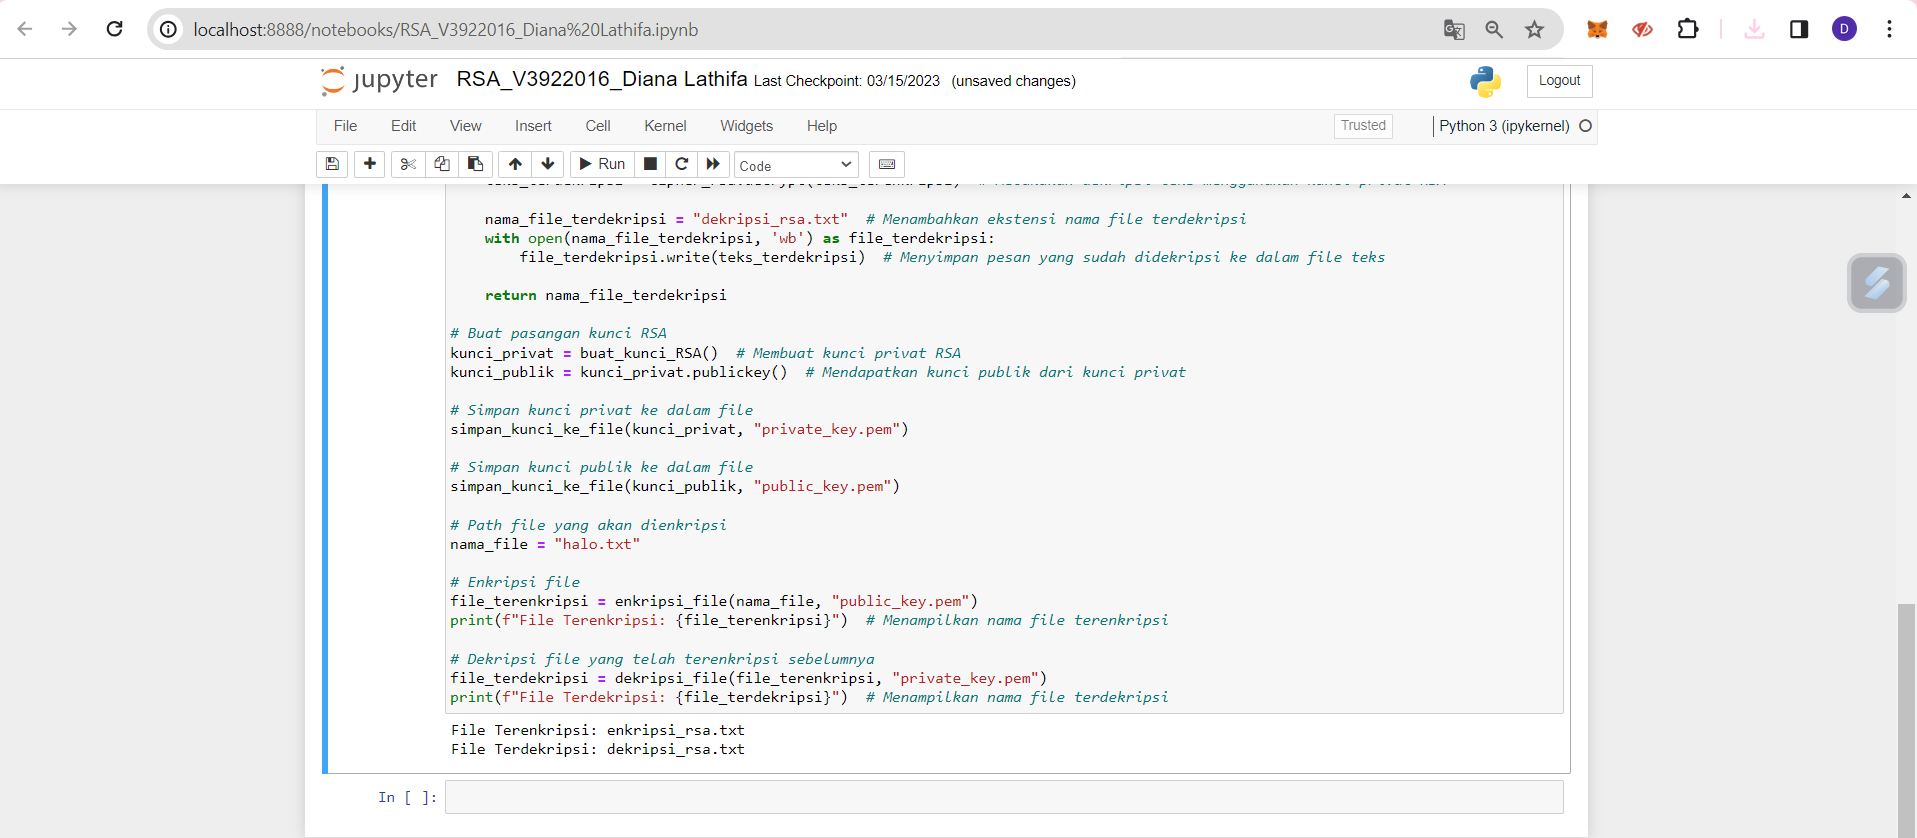 localhost:8888/notebooks/RSA_V3922016_Diana%20Lathifa.ipynb
D
jupyter RSA_V3922016_Diana Lathifa Last Checkpoint: 03/15/2023 (unsaved changes)
Logout
File Edit View Insert Cell Kernel Widgets Help
Trusted
Python 3 (ipykernel)
Run
Code
nama_file_terdekripsi = "dekripsi_rsa.txt"  # Menambahkan ekstensi nama file terdekripsi
with open(nama_file_terdekripsi, 'wb') as file_terdekripsi:
file_terdekripsi.write(teks_terdekripsi)  # Menyimpan pesan yang sudah didekripsi ke dalam file teks
return nama_file_terdekripsi
# Buat pasangan kunci RSA
kunci_privat = buat_kunci_RSA()  # Membuat kunci privat RSA
kunci_publik = kunci_privat.publickey()  # Mendapatkan kunci publik dari kunci privat
# Simpan kunci privat ke dalam file
simpan_kunci_ke_file(kunci_privat, "private_key.pem")
# Simpan kunci publik ke dalam file
simpan_kunci_ke_file(kunci_publik, "public_key.pem")
# Path file yang akan dienkripsi
nama_file = "halo.txt"
# Enkripsi file
file_terenkripsi = enkripsi_file(nama_file, "public_key.pem")
print(f"File Terenkripsi: {file_terenkripsi}")  # Menampilkan nama file terenkripsi
# Dekripsi file yang telah terenkripsi sebelumnya
file_terdekripsi = dekripsi_file(file_terenkripsi, "private_key.pem")
print(f"File Terdekripsi: {file_terdekripsi}")  # Menampilkan nama file terdekripsi
File Terenkripsi: enkripsi_rsa.txt
File Terdekripsi: dekripsi_rsa.txt
In [ ]: